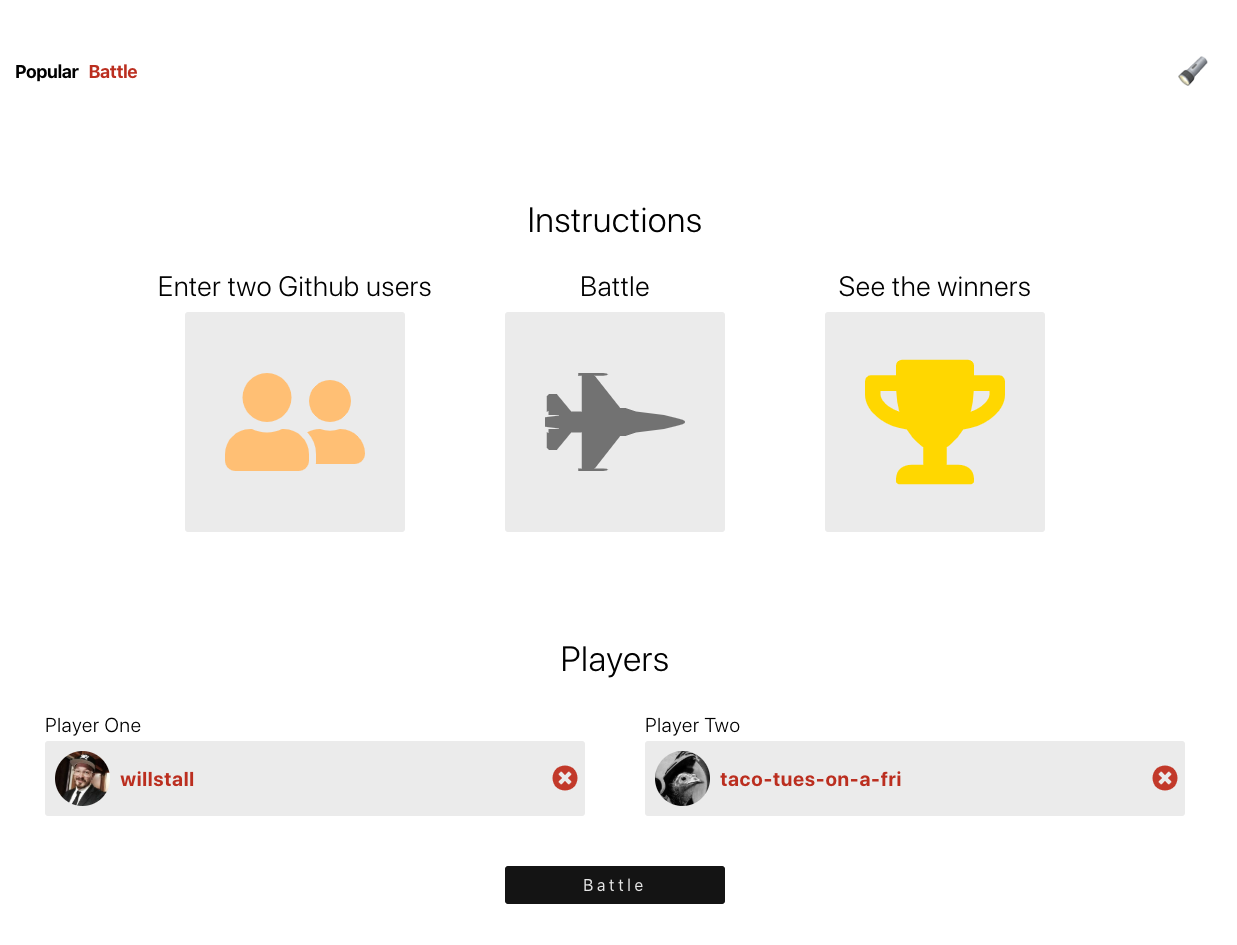 Popular Battle
Instructions
Enter two Github users
Battle
See the winners
Players
Player One
willstall
Player Two
taco-tues-on-a-fri
Battle